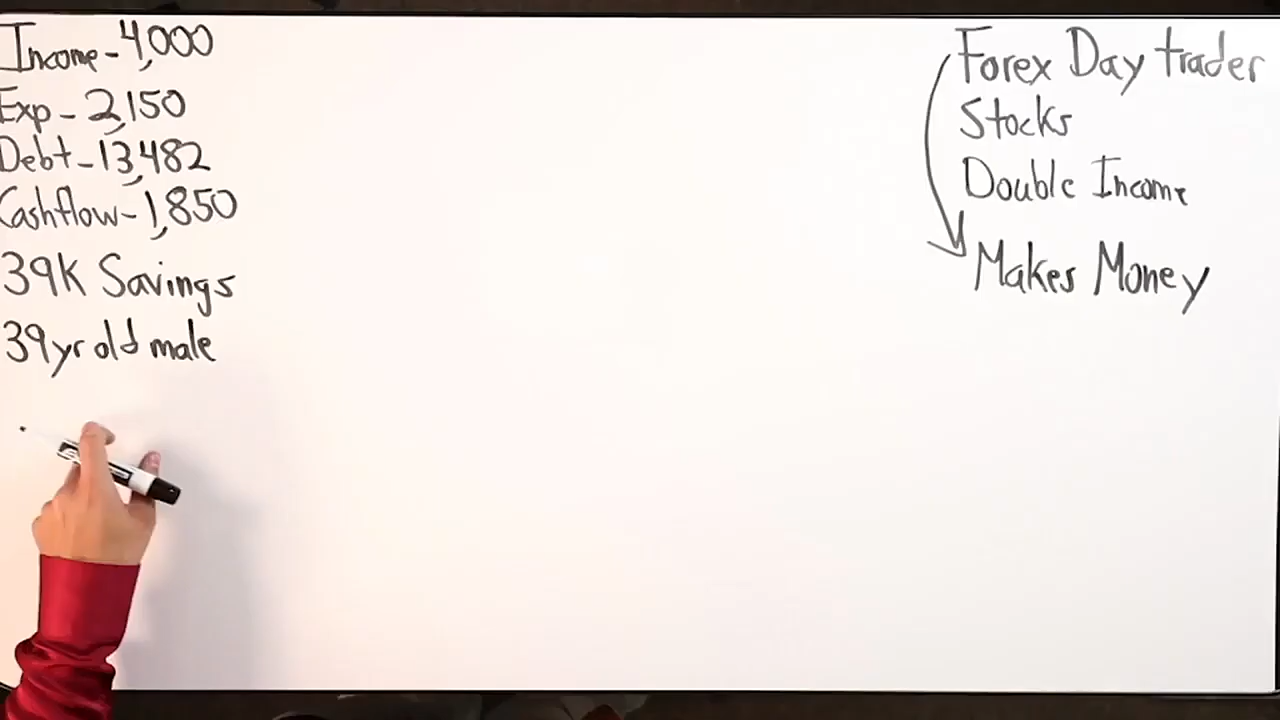 Income - 4,000
Exp - 2,150
Debt - 13,482
Cashflow - 1,850
39K Savings
39yr old male
Forex Day trader
Stocks
Double Income
Makes Money